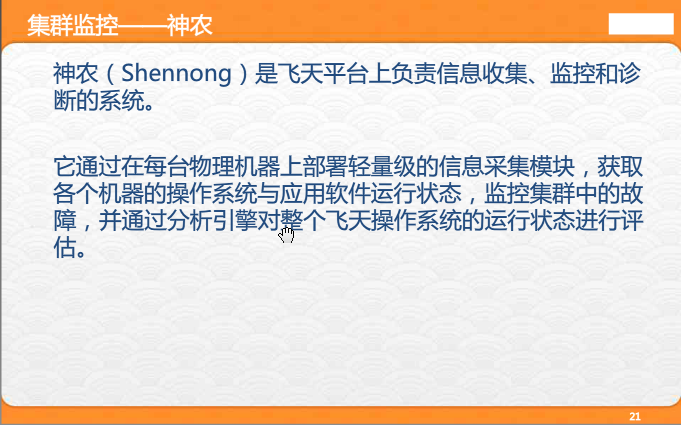 集群监控——神农
神农（Shennong）是飞天平台上负责信息收集、监控和诊
断的系统。
它通过在每台物理机器上部署轻量级的信息采集模块，获取
各个机器的操作系统与应用软件运行状态，监控集群中的故
障，并通过分析引擎对整个飞天操作系统的运行状态进行评
估。
21